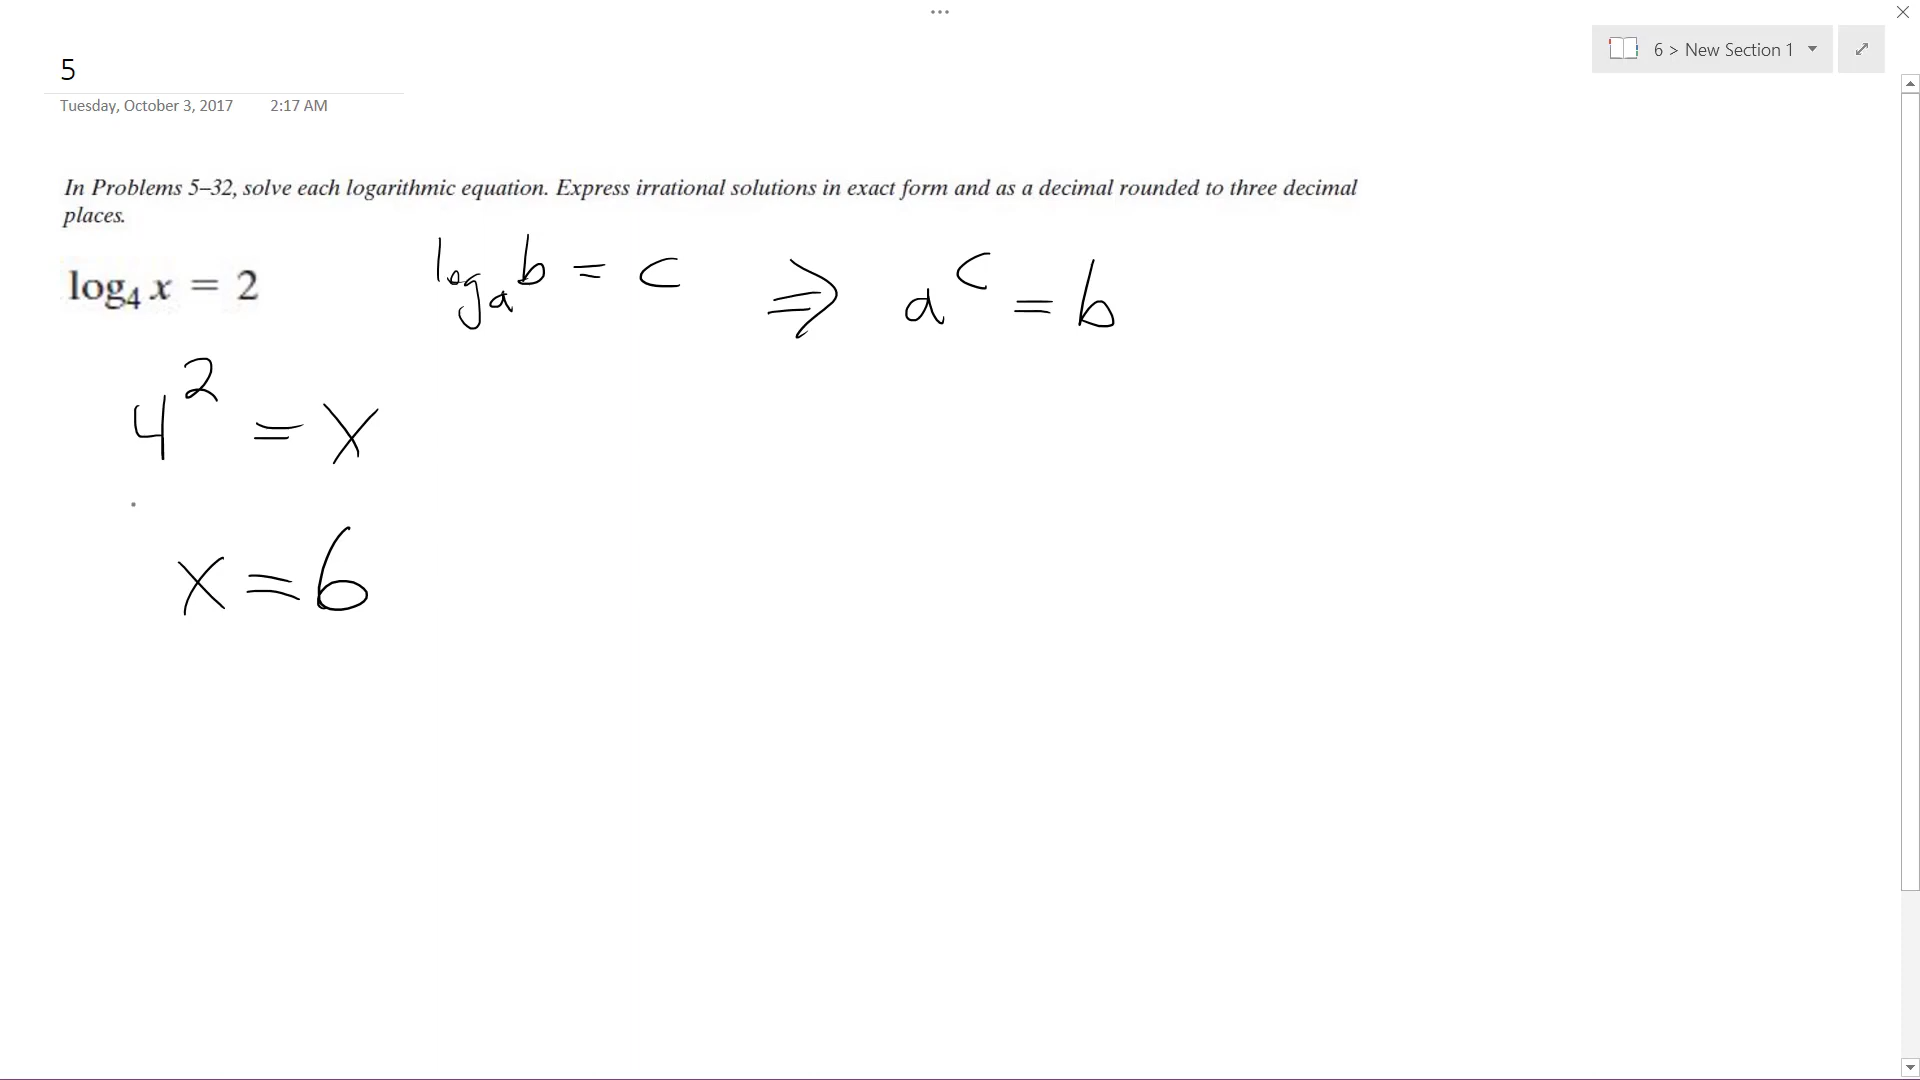 ...
6 > New Section 1
5
Tuesday, October 3, 2017 2:17 AM
In Problems 5–32, solve each logarithmic equation. Express irrational solutions in exact form and as a decimal rounded to three decimal
places.
log₄ x = 2
logₐ b = c ⇒ a^c = b
4² = x
x = 6